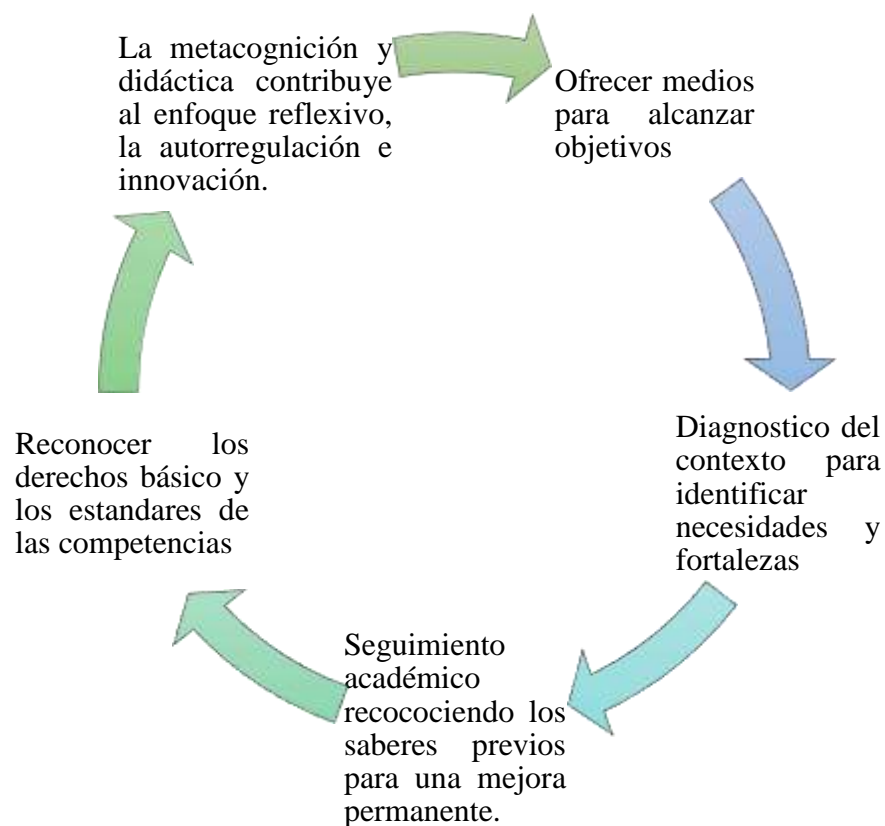 La metacognición y
didáctica contribuye
al enfoque reflexivo,
la autorregulación e
innovación.
Ofrecer medios
para alcanzar
objetivos
Diagnostico del
contexto para
identificar
necesidades y
fortalezas
Seguimiento
académico
recocociendo los
saberes previos
para una mejora
permanente.
Reconocer los
derechos básico y
los estandares de
las competencias